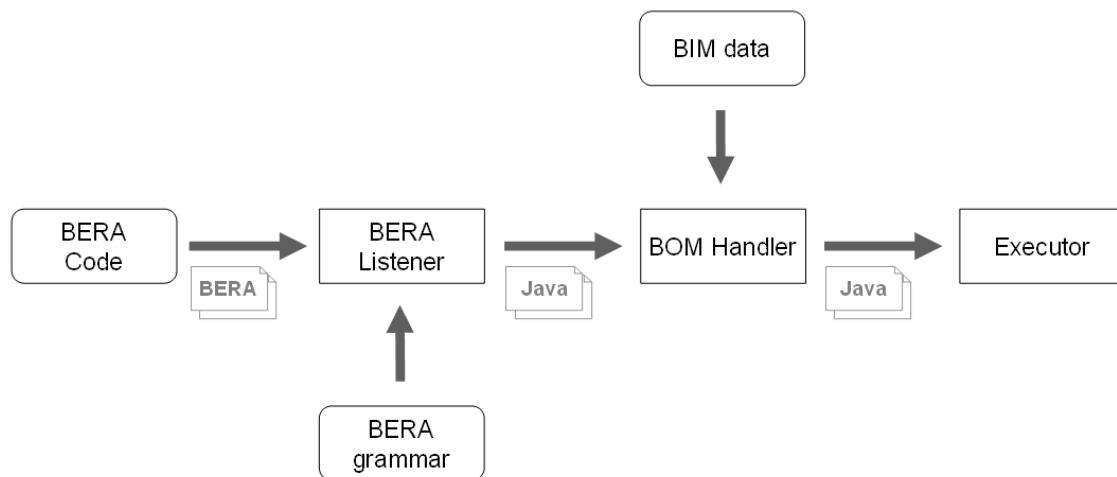 BIM data
BERA
Code
BERA
Listener
BOM Handler
Executor
BERA
Java
Java
BERA
grammar